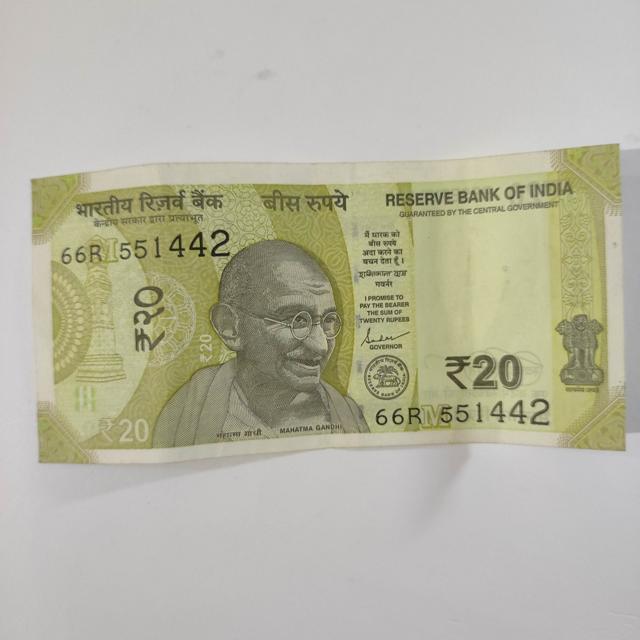 भारतीय रिज़र्व बैंक
केन्द्रीय सरकार द्वारा प्रत्याभूत
बीस रुपये
RESERVE BANK OF INDIA
GUARANTEED BY THE CENTRAL GOVERNMENT
66R 551442
मैं धारक को
बीस रुपये
अदा करने का
वचन देता हूँ।
गवर्नर
I PROMISE TO
PAY THE BEARER
THE SUM OF
TWENTY RUPEES
GOVERNOR
₹२०
₹20
₹20
₹20
महात्मा गांधी
MAHATMA GANDHI
66R 551442
सत्यमेव जयते